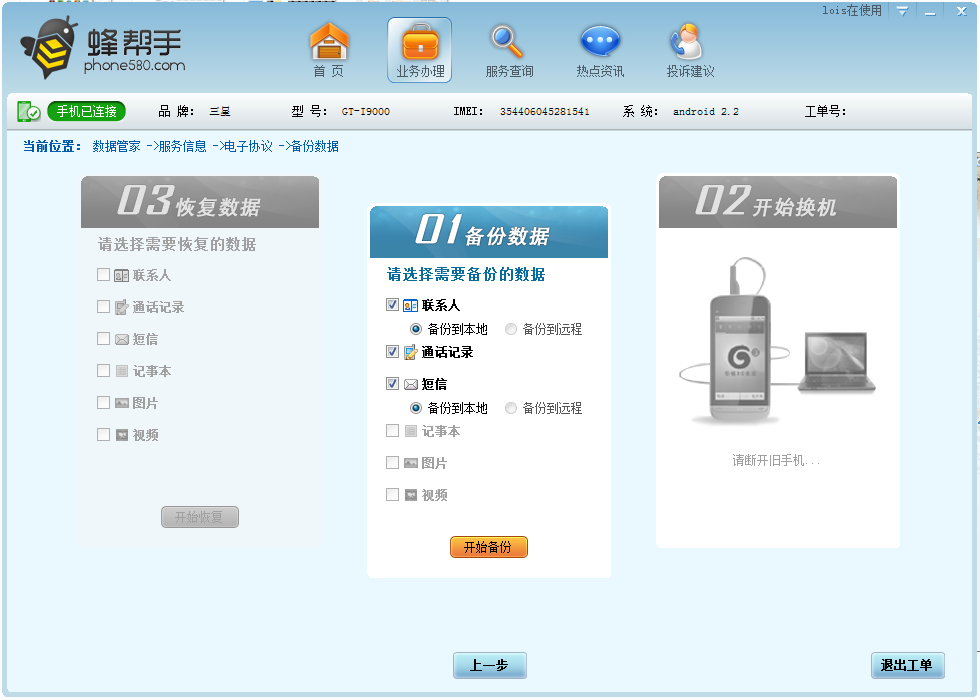 lois在使用
蜂帮手
phone580.com
首 页
业务办理
服务查询
热点资讯
投诉建议
手机已连接 品 牌： 三星 型 号： GT-I9000 IMEI： 354406045281541 系 统： android 2.2 工单号：
当前位置： 数据管家 ->服务信息 ->电子协议 ->备份数据
03恢复数据
请选择需要恢复的数据
联系人
通话记录
短信
记事本
图片
视频
开始恢复
01备份数据
请选择需要备份的数据
联系人
备份到本地 备份到远程
通话记录
短信
备份到本地 备份到远程
记事本
图片
视频
开始备份
02开始换机
请断开旧手机...
上一步
退出工单